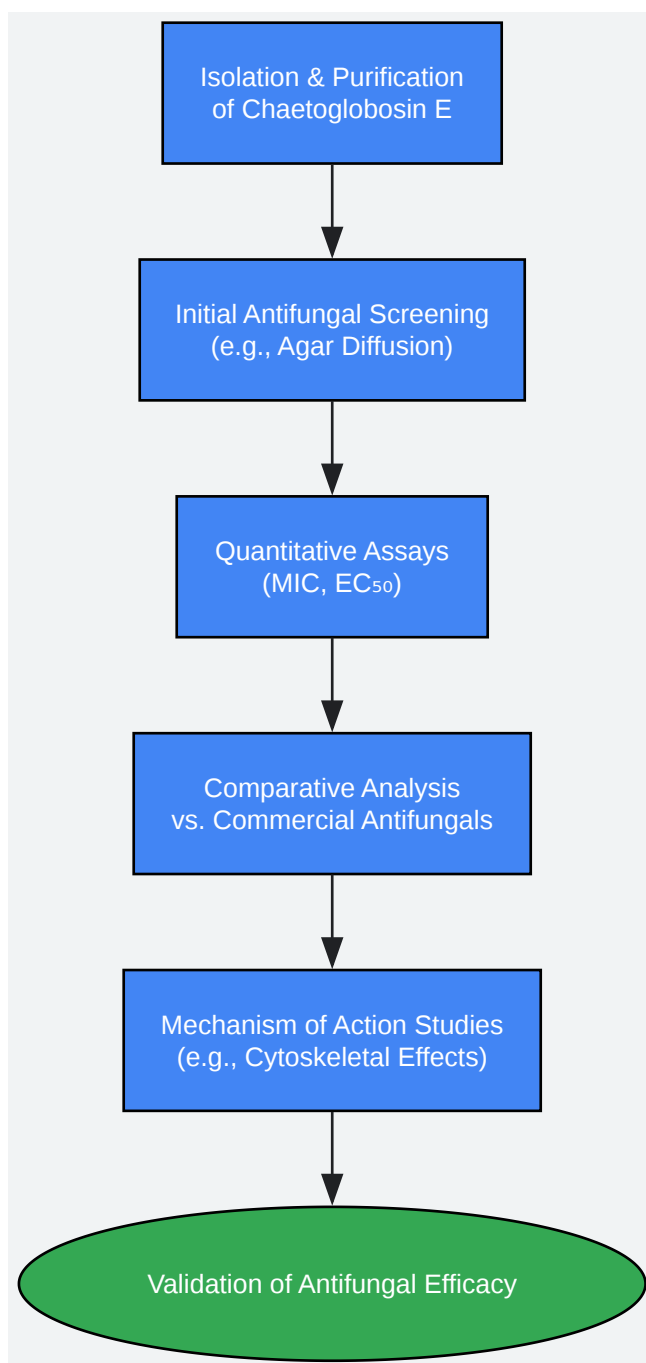 Isolation & Purification
of Chaetoglobosin E
Initial Antifungal Screening
(e.g., Agar Diffusion)
Quantitative Assays
(MIC, EC₅₀)
Comparative Analysis
vs. Commercial Antifungals
Mechanism of Action Studies
(e.g., Cytoskeletal Effects)
Validation of Antifungal Efficacy